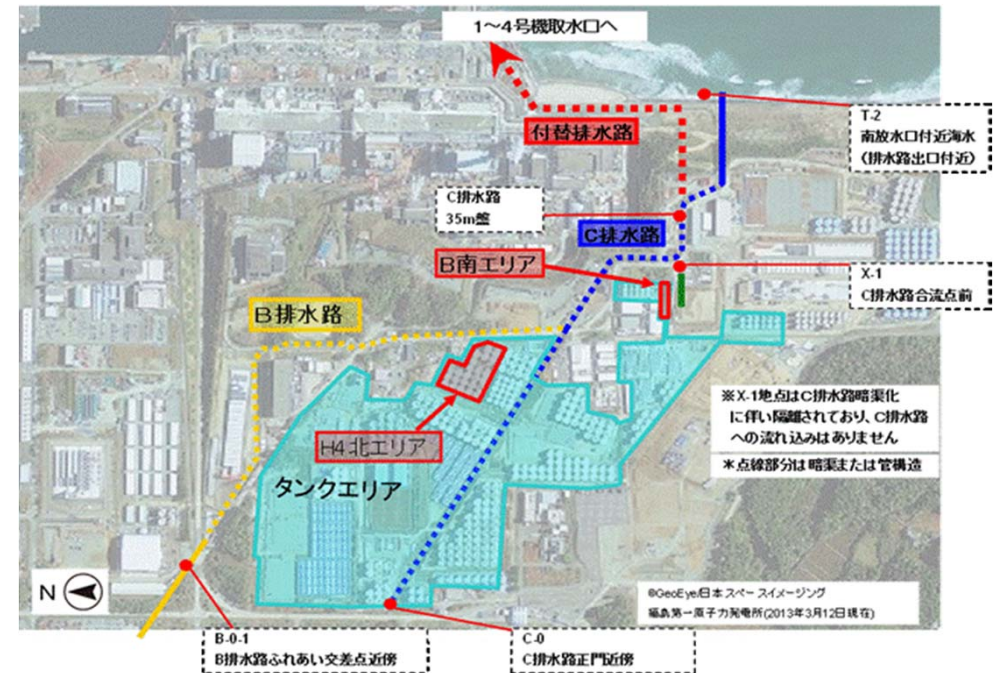 1～4号機取水口へ
付替排水路
T-2
南放水口付近海水
(排水路出口付近)
C排水路
35m盤
C排水路
B南エリア
X-1
C排水路合流点前
B排水路
※X-1地点はC排水路暗渠化
に伴い隔離されており、C排水路
への流れ込みはありません
＊点線部分は暗渠または管構造
H4北エリア
タンクエリア
N
©GeoEye/日本スペースイメージング
福島第一原子力発電所(2013年3月12日現在)
B-0-1
B排水路ふれあい交差点近傍
C-0
C排水路正門近傍